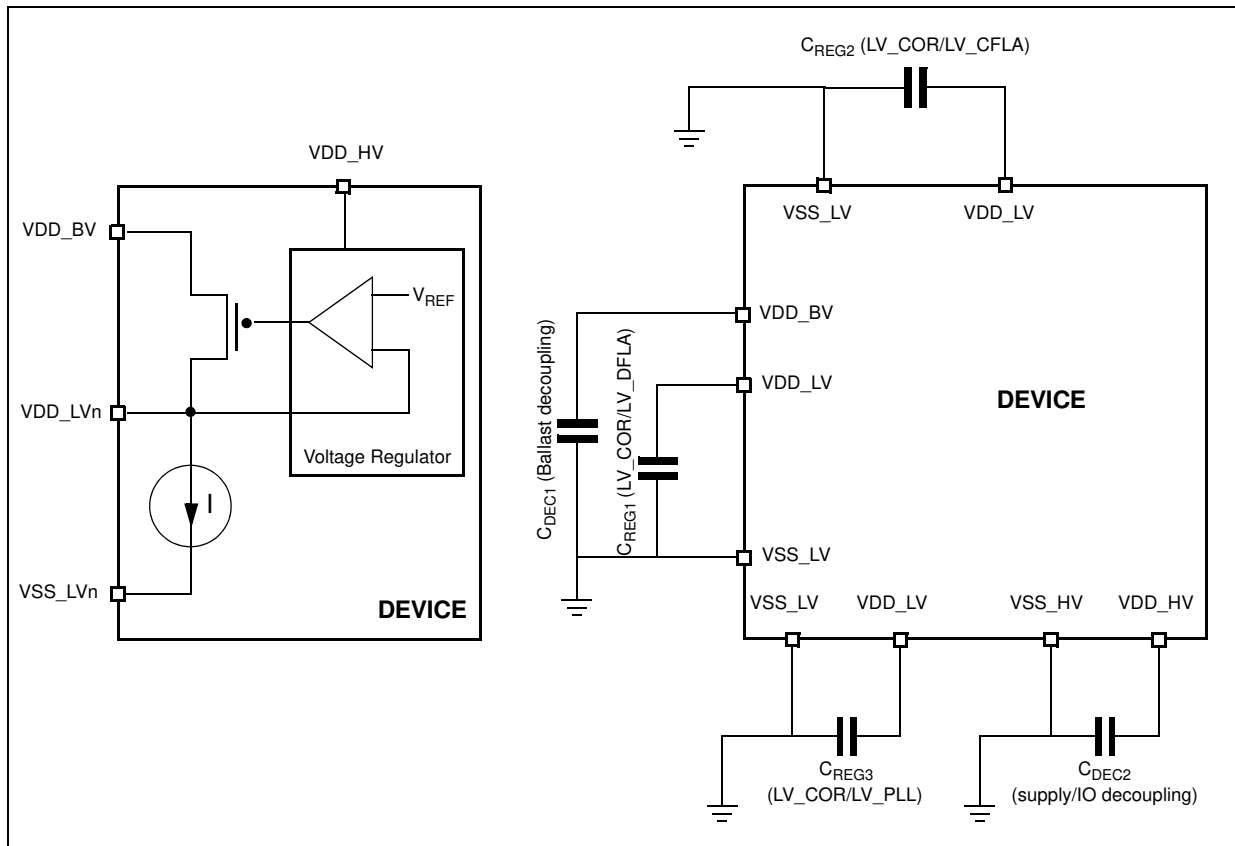 VDD_HV
VDD_BV
VREF
VDD_LVn
Voltage Regulator
I
VSS_LVn
DEVICE
CREG2 (LV_COR/LV_CFLA)
VSS_LV
VDD_LV
VDD_BV
VDD_LV
DEVICE
CDEC1 (Ballast decoupling)
CREG1 (LV_COR/LV_DFLA)
VSS_LV
VSS_LV
VDD_LV
VSS_HV
VDD_HV
CREG3
(LV_COR/LV_PLL)
CDEC2
(supply/IO decoupling)